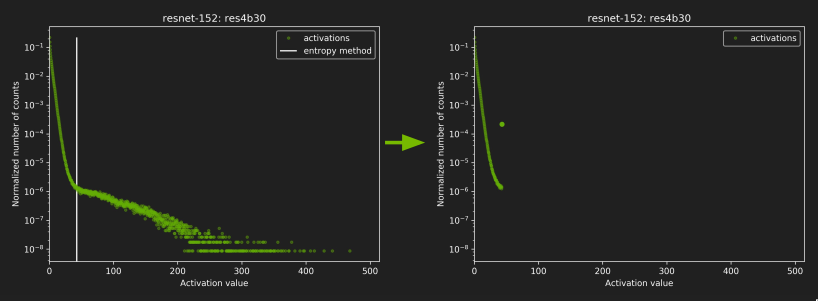 resnet-152: res4b30
activations
entropy method
Normalized number of counts
10⁻¹
10⁻²
10⁻³
10⁻⁴
10⁻⁵
10⁻⁶
10⁻⁷
10⁻⁸
0 100 200 300 400 500
Activation value
resnet-152: res4b30
activations
Normalized number of counts
10⁻¹
10⁻²
10⁻³
10⁻⁴
10⁻⁵
10⁻⁶
10⁻⁷
10⁻⁸
0 100 200 300 400 500
Activation value